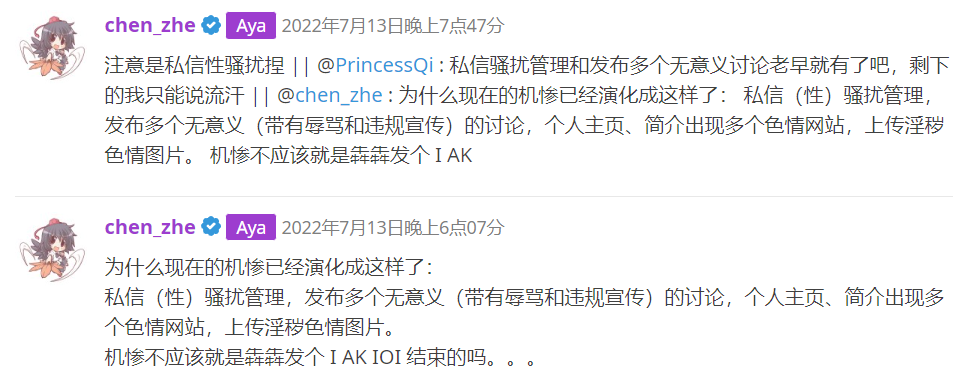 chen_zhe Aya 2022年7月13日晚上7点47分
注意是私信性骚扰捏 || @PrincessQi : 私信骚扰管理和发布多个无意义讨论老早就有了吧，剩下
的我只能说流汗 || @chen_zhe : 为什么现在的机惨已经演化成这样了： 私信（性）骚扰管理，
发布多个无意义（带有辱骂和违规宣传）的讨论，个人主页、简介出现多个色情网站，上传淫秽
色情图片。 机惨不应该就是犇犇发个 I AK
chen_zhe Aya 2022年7月13日晚上6点07分
为什么现在的机惨已经演化成这样了：
私信（性）骚扰管理，发布多个无意义（带有辱骂和违规宣传）的讨论，个人主页、简介出现多
个色情网站，上传淫秽色情图片。
机惨不应该就是犇犇发个 I AK IOI 结束的吗。。。